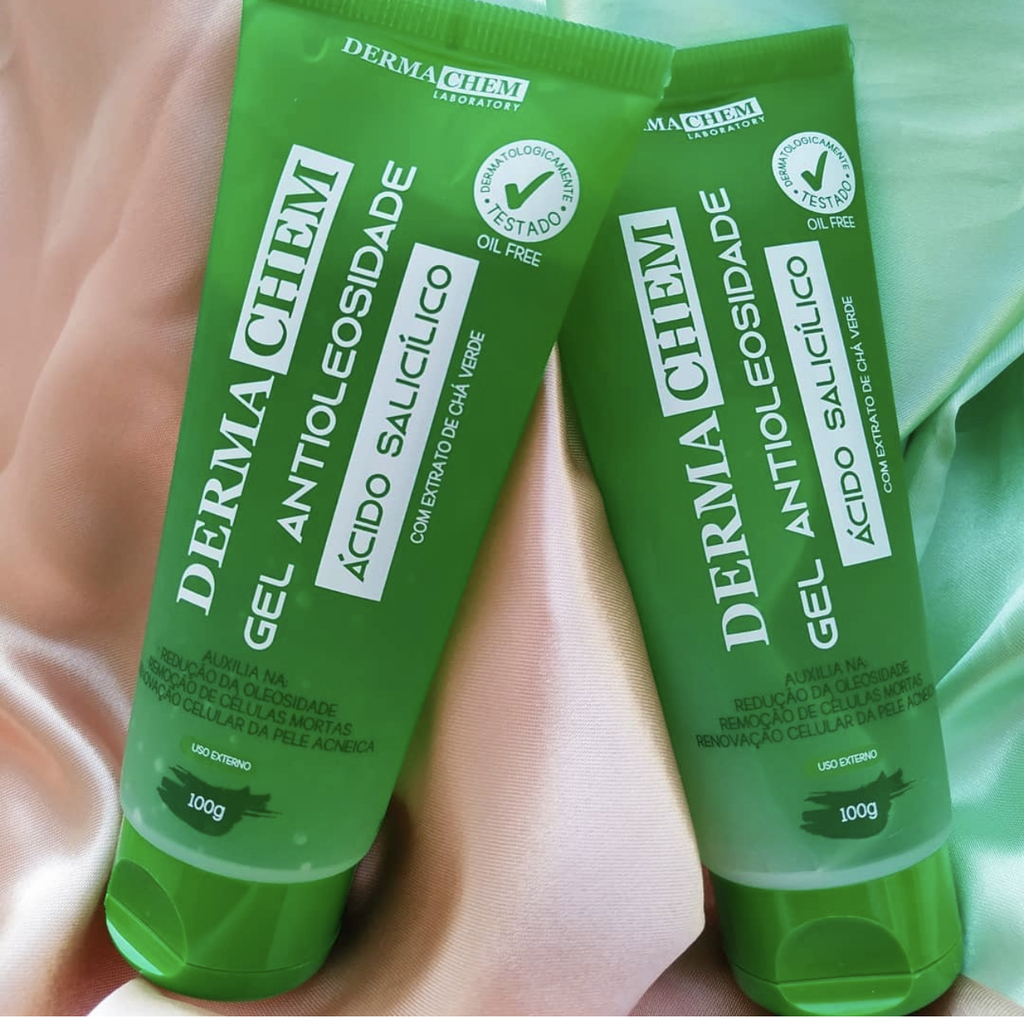 DERMACHEM
LABORATORY
DERMATOLOGICAMENTE
TESTADO
OIL FREE
DERMACHEM
GEL ANTIOLEOSIDADE
ÁCIDO SALICÍLICO
COM EXTRATO DE CHÁ VERDE
AUXILIA NA:
REDUÇÃO DA OLEOSIDADE
REMOÇÃO DE CÉLULAS MORTAS
RENOVAÇÃO CELULAR DA PELE ACNEICA
USO EXTERNO
100g
MACHEM
LABORATORY
DERMATOLOGICAMENTE
TESTADO
OIL FREE
DERMACHEM
GEL ANTIOLEOSIDADE
ÁCIDO SALICÍLICO
COM EXTRATO DE CHÁ VERDE
AUXILIA NA:
REDUÇÃO DA OLEOSIDADE
REMOÇÃO DE CÉLULAS MORTAS
RENOVAÇÃO CELULAR DA PELE ACNEICA
USO EXTERNO
100g